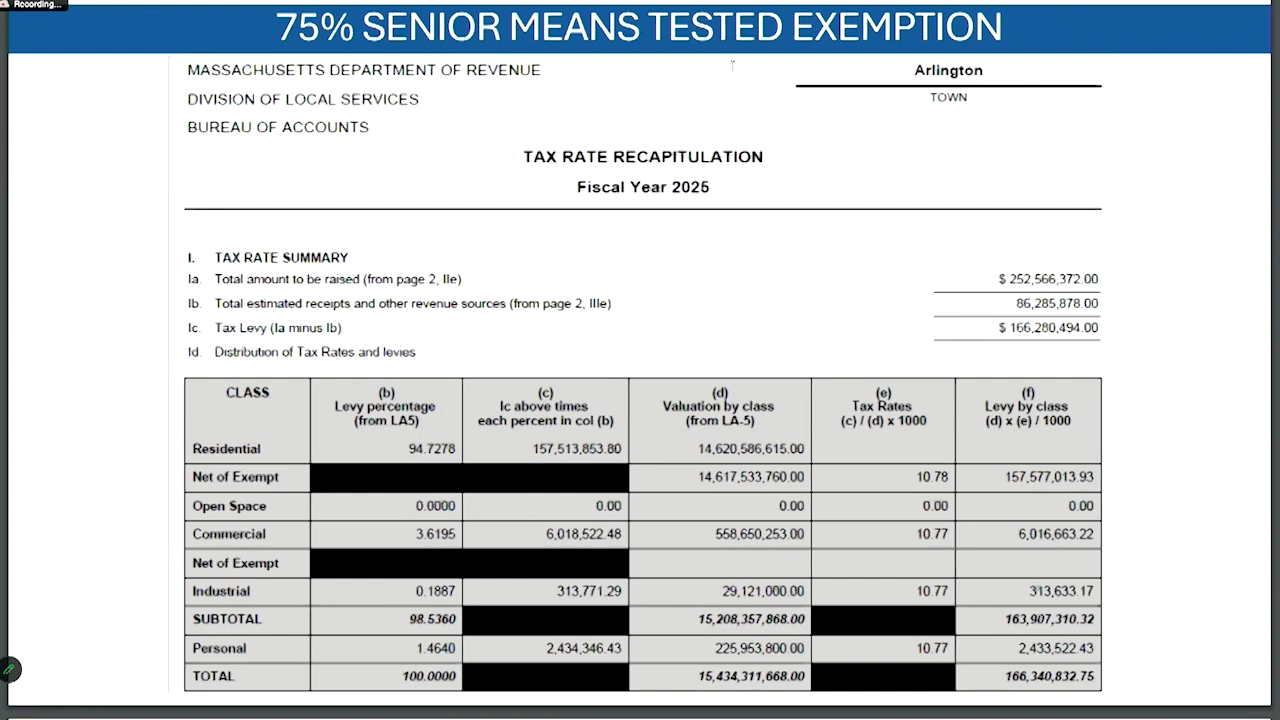 Recording...
75% SENIOR MEANS TESTED EXEMPTION
MASSACHUSETTS DEPARTMENT OF REVENUE
Arlington
DIVISION OF LOCAL SERVICES
TOWN
BUREAU OF ACCOUNTS
TAX RATE RECAPITULATION
Fiscal Year 2025
I. TAX RATE SUMMARY
Ia. Total amount to be raised (from page 2, IIe) $ 252,566,372.00
Ib. Total estimated receipts and other revenue sources (from page 2, IIIe) 86,285,878.00
Ic. Tax Levy (Ia minus Ib) $ 166,280,494.00
Id. Distribution of Tax Rates and levies
CLASS (b) (c) (d) (e) (f)
Levy percentage Ic above times Valuation by class Tax Rates Levy by class
(from LA5) each percent in col (b) (from LA-5) (c) / (d) x 1000 (d) x (e) / 1000
Residential 94.7278 157,513,853.80 14,620,586,615.00
Net of Exempt 14,617,533,760.00 10.78 157,577,013.93
Open Space 0.0000 0.00 0.00 0.00 0.00
Commercial 3.6195 6,018,522.48 558,650,253.00 10.77 6,016,663.22
Net of Exempt
Industrial 0.1887 313,771.29 29,121,000.00 10.77 313,633.17
SUBTOTAL 98.5360 15,208,357,868.00 163,907,310.32
Personal 1.4640 2,434,346.43 225,953,800.00 10.77 2,433,522.43
TOTAL 100.0000 15,434,311,668.00 166,340,832.75